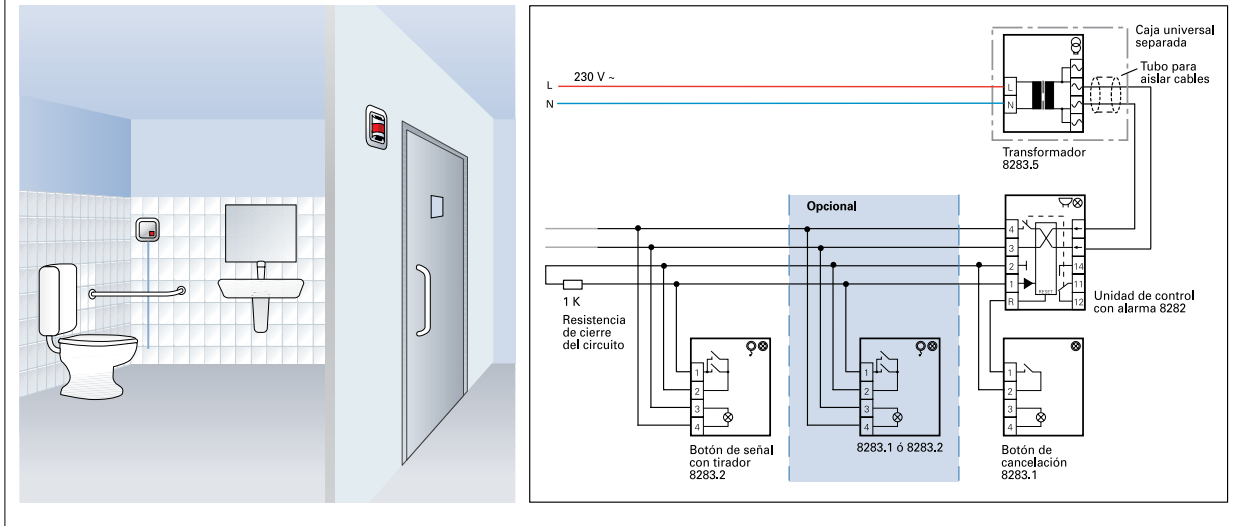 Caja universal
separada
Tubo para
aislar cables
L 230 V ~
N
L
N
Transformador
8283.5
Opcional
4
3
2
1
R
14
11
12
RESET
Unidad de control
con alarma 8282
1 K
Resistencia
de cierre
del circuito
1
2
3
4
Botón de señal
con tirador
8283.2
1
2
3
4
8283.1 ó 8283.2
1
2
3
4
Botón de
cancelación
8283.1